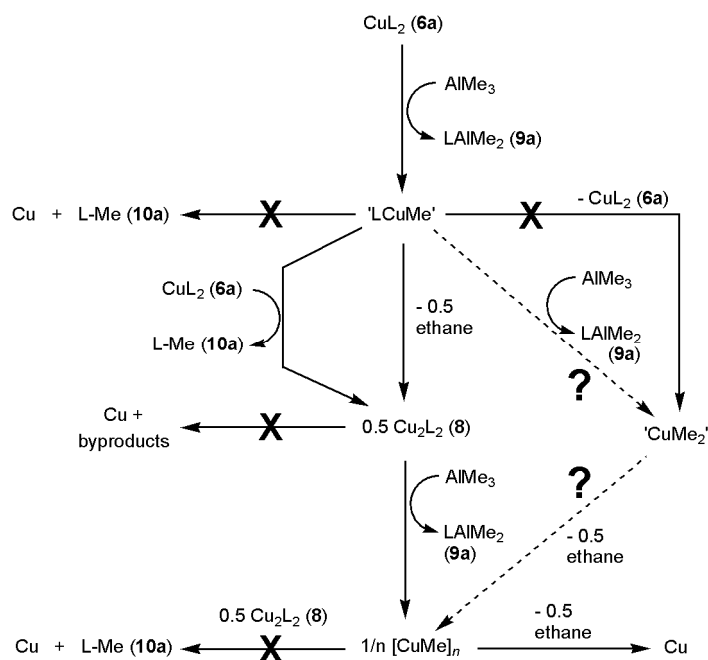 CuL2 (6a)
AlMe3
LAlMe2 (9a)
Cu + L-Me (10a)
X
'LCuMe'
X
- CuL2 (6a)
CuL2 (6a)
L-Me (10a)
- 0.5
ethane
AlMe3
LAlMe2
(9a)
?
Cu +
byproducts
X
0.5 Cu2L2 (8)
'CuMe2'
AlMe3
LAlMe2
(9a)
?
- 0.5
ethane
Cu + L-Me (10a)
0.5 Cu2L2 (8)
X
1/n [CuMe]n
- 0.5
ethane
Cu